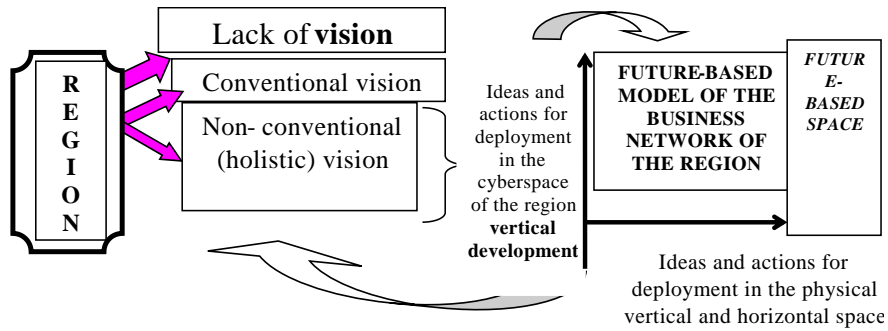 R
E
G
I
O
N
Lack of vision
Conventional vision
Non- conventional
(holistic) vision
Ideas and
actions for
deployment
in the
cyberspace
of the region
vertical
development
FUTURE-BASED
MODEL OF THE
BUSINESS
NETWORK OF
THE REGION
FUTUR
E-
BASED
SPACE
Ideas and actions for
deployment in the physical
vertical and horizontal space